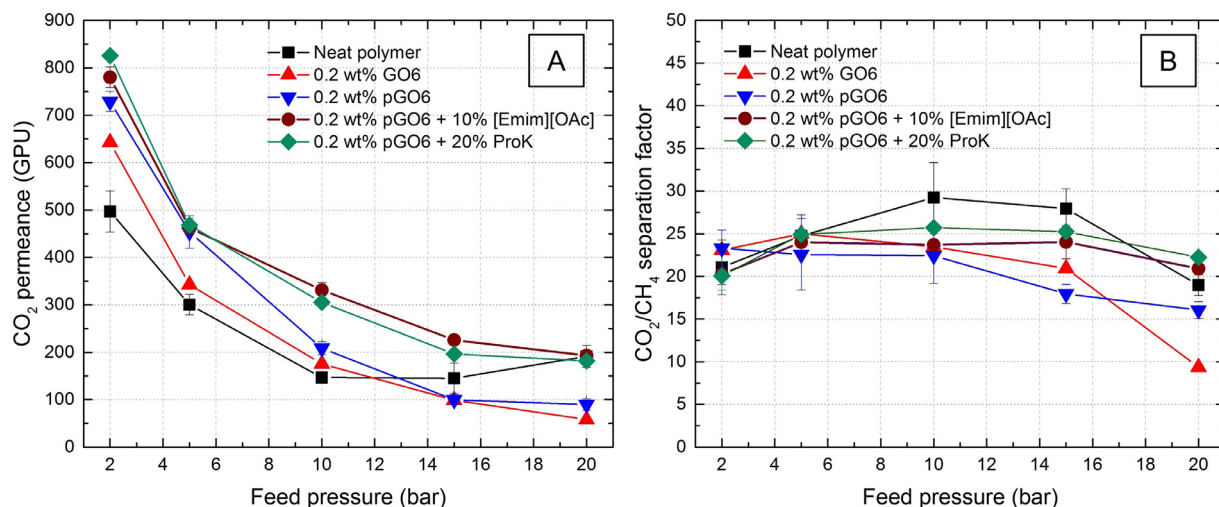 A
Neat polymer
0.2 wt% GO6
0.2 wt% pGO6
0.2 wt% pGO6 + 10% [Emim][OAc]
0.2 wt% pGO6 + 20% ProK
CO₂ permeance (GPU)
900
800
700
600
500
400
300
200
100
0
2 4 6 8 10 12 14 16 18 20
Feed pressure (bar)
B
Neat polymer
0.2 wt% GO6
0.2 wt% pGO6
0.2 wt% pGO6 + 10% [Emim][OAc]
0.2 wt% pGO6 + 20% ProK
CO₂/CH₄ separation factor
50
45
40
35
30
25
20
15
10
5
0
2 4 6 8 10 12 14 16 18 20
Feed pressure (bar)